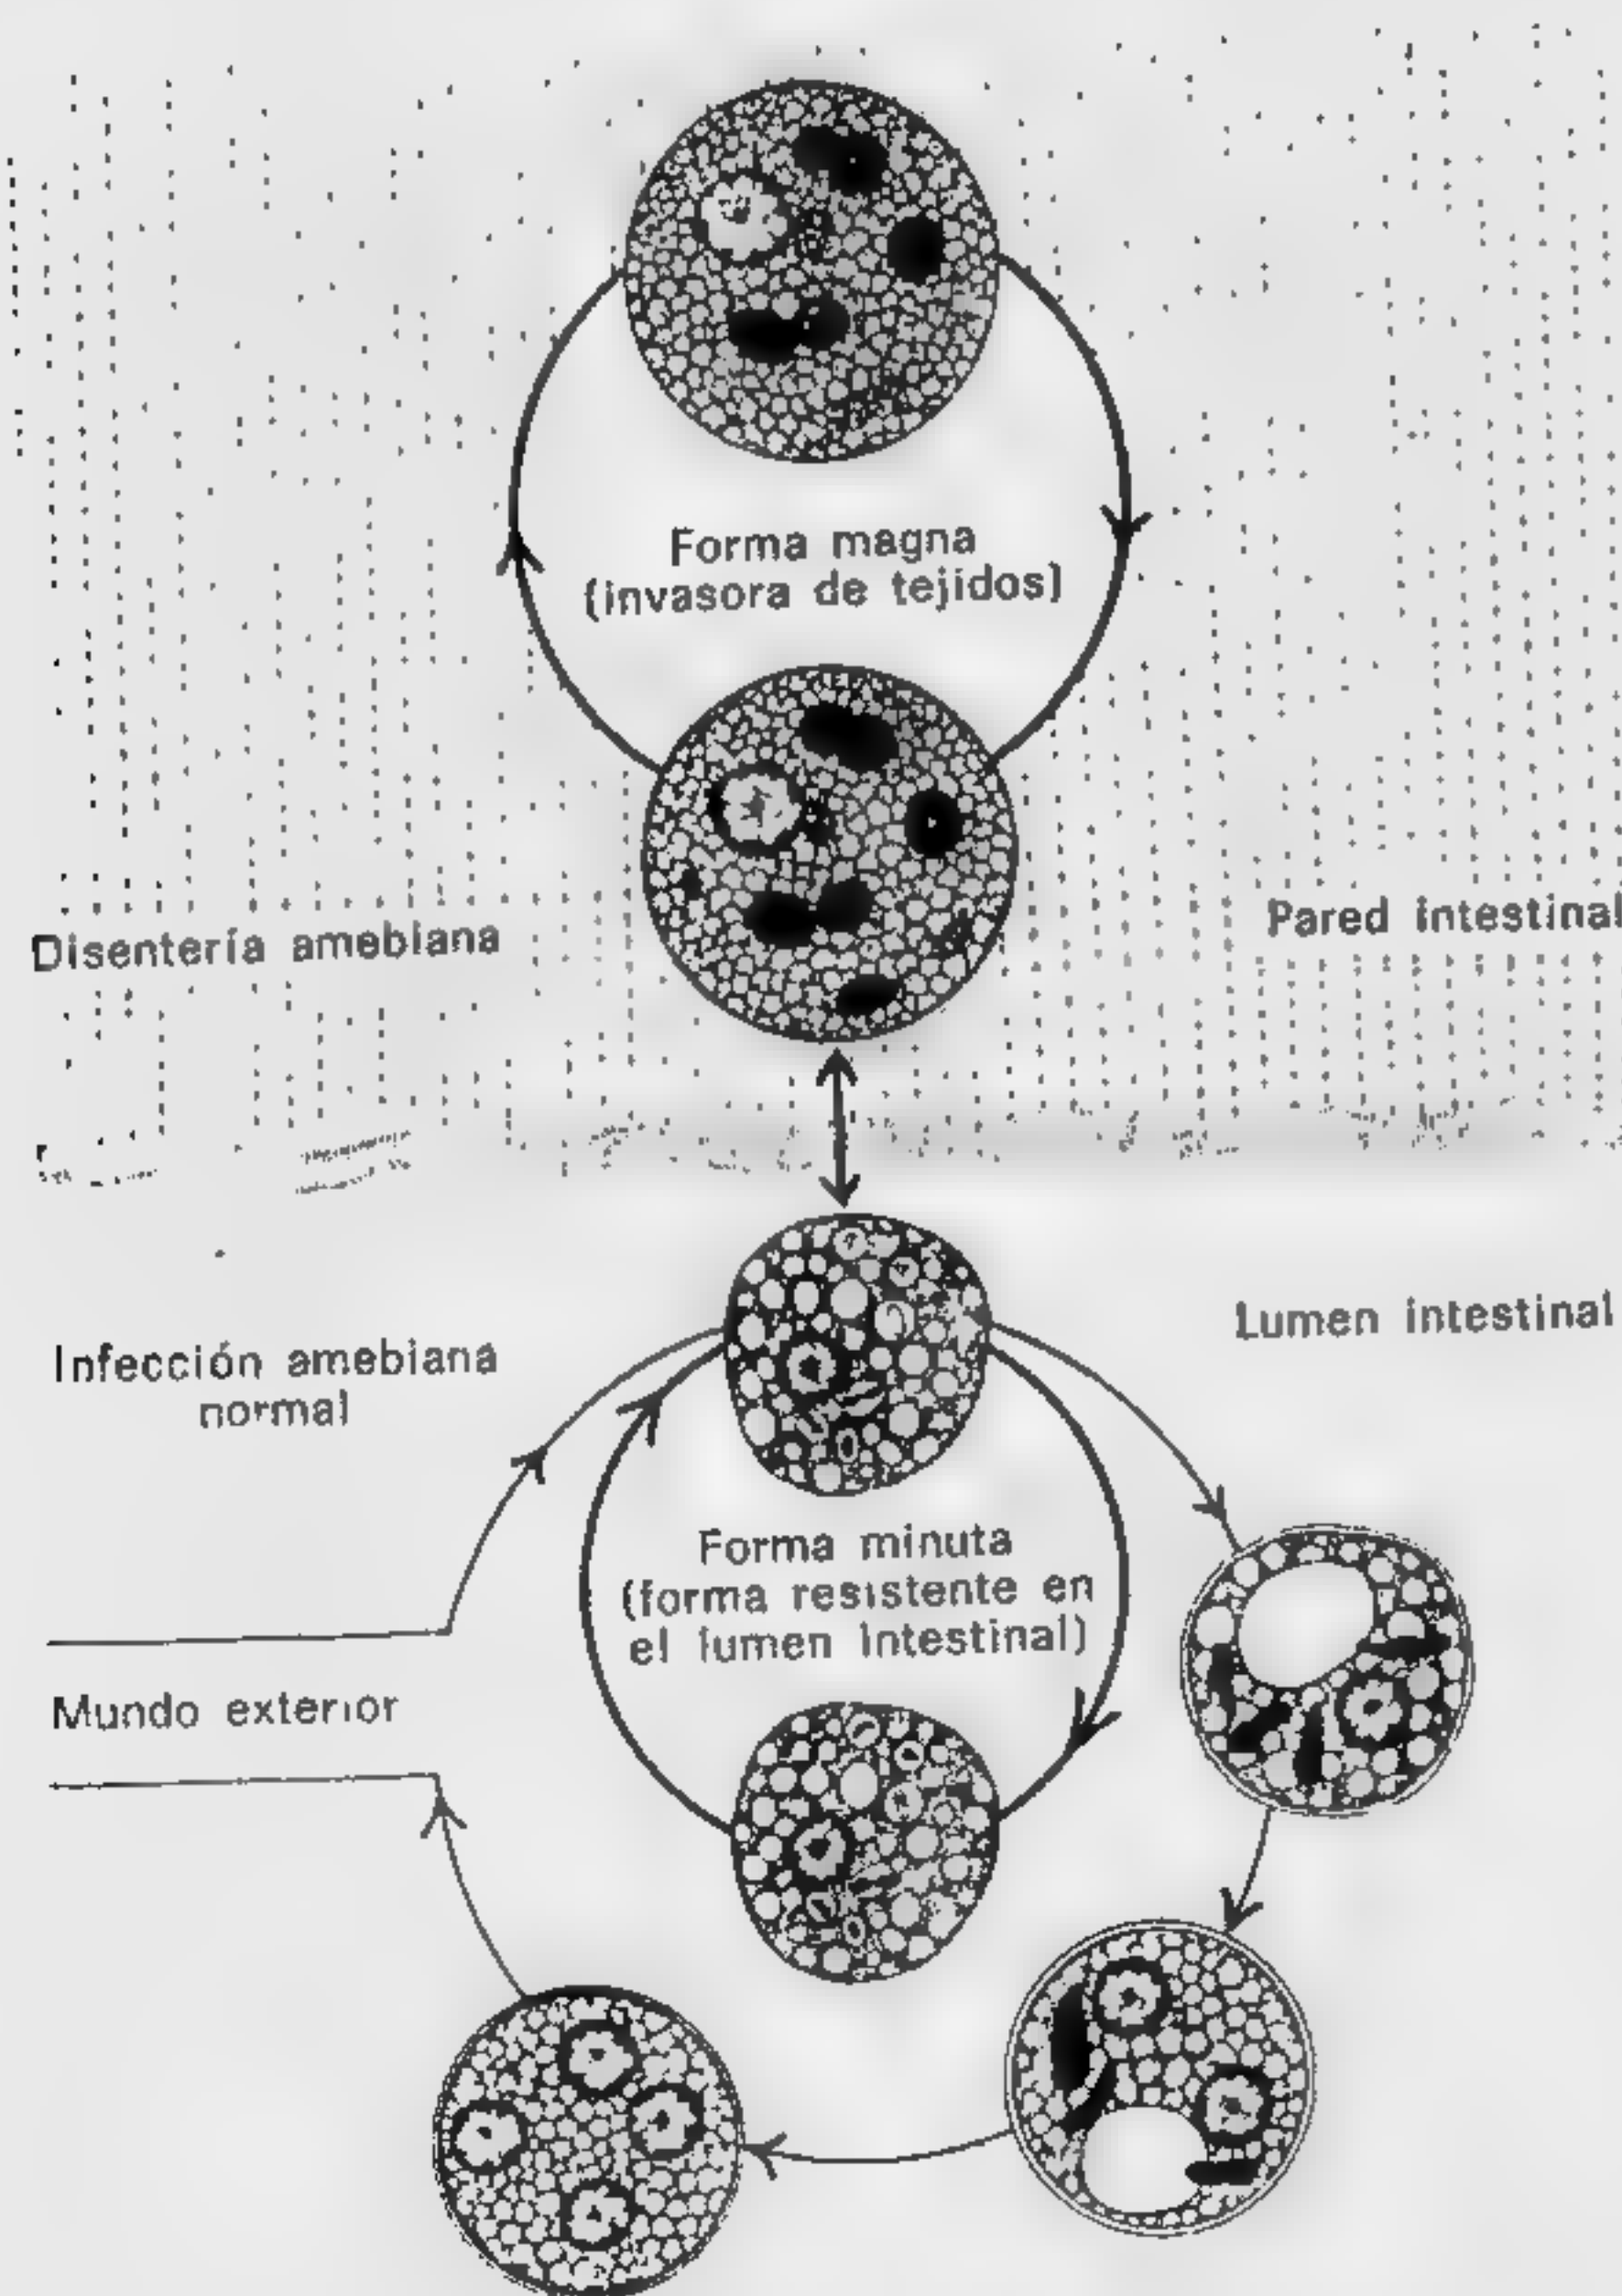 Forma magna
(invasora de tejidos)
Disentería amebiana
Pared intestinal
Lumen intestinal
Infección amebiana
normal
Forma minuta
(forma resistente en
el lumen intestinal)
Mundo exterior